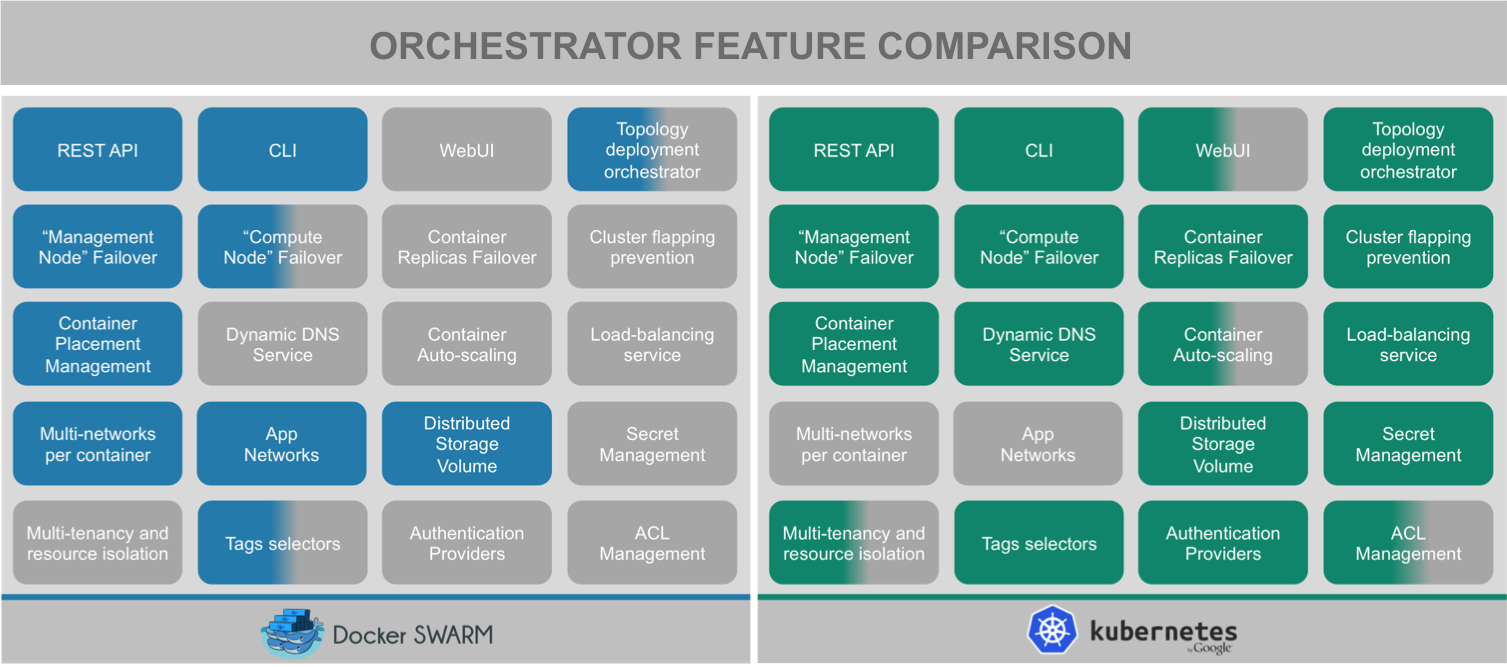 ORCHESTRATOR FEATURE COMPARISON
REST API
CLI
WebUI
Topology
deployment
orchestrator
“Management
Node” Failover
“Compute
Node” Failover
Container
Replicas Failover
Cluster flapping
prevention
Container
Placement
Management
Dynamic DNS
Service
Container
Auto-scaling
Load-balancing
service
Multi-networks
per container
App
Networks
Distributed
Storage
Volume
Secret
Management
Multi-tenancy and
resource isolation
Tags selectors
Authentication
Providers
ACL
Management
Docker SWARM
REST API
CLI
WebUI
Topology
deployment
orchestrator
“Management
Node” Failover
“Compute
Node” Failover
Container
Replicas Failover
Cluster flapping
prevention
Container
Placement
Management
Dynamic DNS
Service
Container
Auto-scaling
Load-balancing
service
Multi-networks
per container
App
Networks
Distributed
Storage
Volume
Secret
Management
Multi-tenancy and
resource isolation
Tags selectors
Authentication
Providers
ACL
Management
kubernetes
by Google